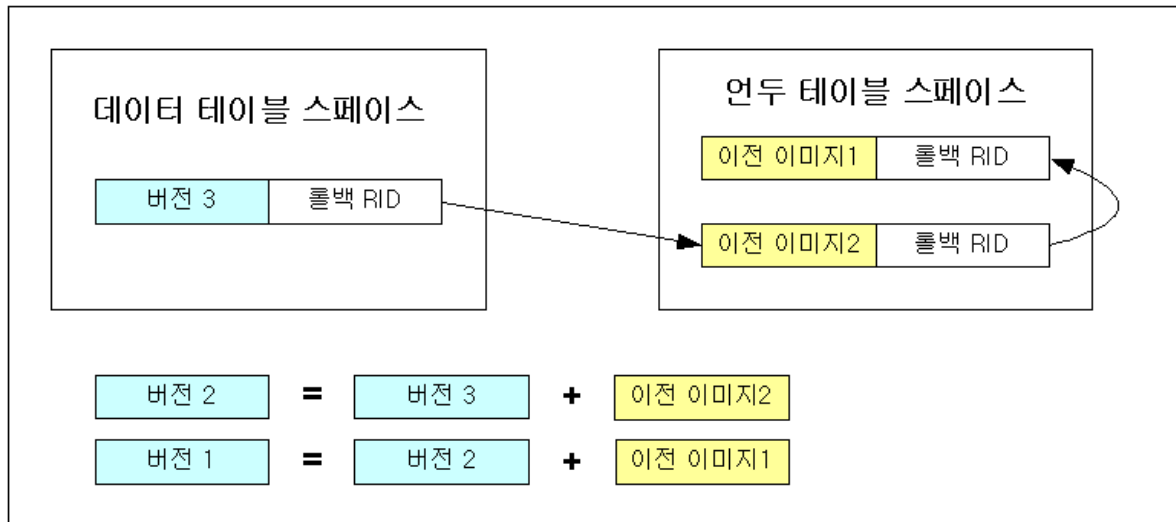 데이터 테이블 스페이스
버전 3 롤백 RID
언두 테이블 스페이스
이전 이미지1 롤백 RID
이전 이미지2 롤백 RID
버전 2 = 버전 3 + 이전 이미지2
버전 1 = 버전 2 + 이전 이미지1